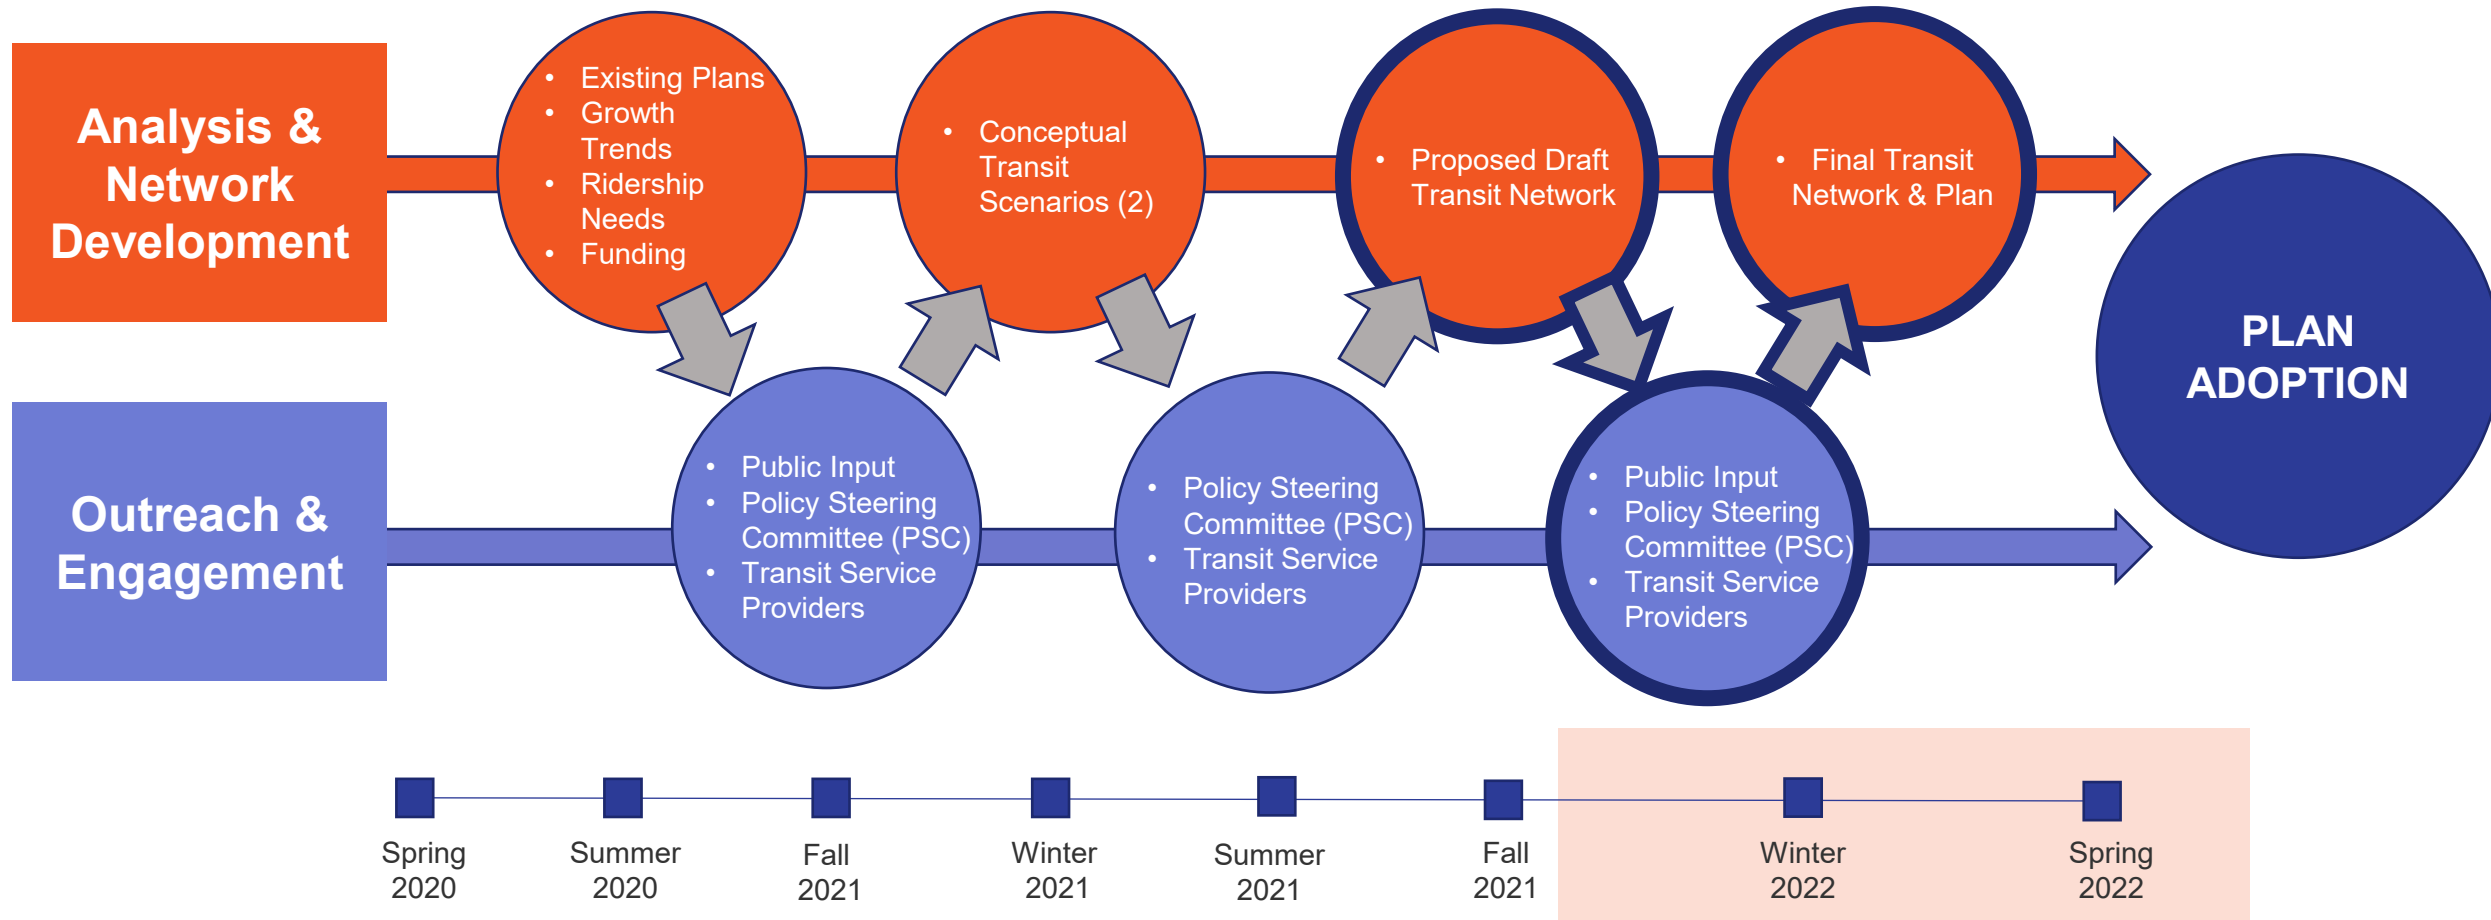 Analysis &
Network
Development
• Existing Plans
• Growth
Trends
• Ridership
Needs
• Funding
• Conceptual
Transit
Scenarios (2)
• Proposed Draft
Transit Network
• Final Transit
Network & Plan
PLAN
ADOPTION
Outreach &
Engagement
• Public Input
• Policy Steering
Committee (PSC)
• Transit Service
Providers
• Policy Steering
Committee (PSC)
• Transit Service
Providers
• Public Input
• Policy Steering
Committee (PSC)
• Transit Service
Providers
Spring
2020
Summer
2020
Fall
2021
Winter
2021
Summer
2021
Fall
2021
Winter
2022
Spring
2022